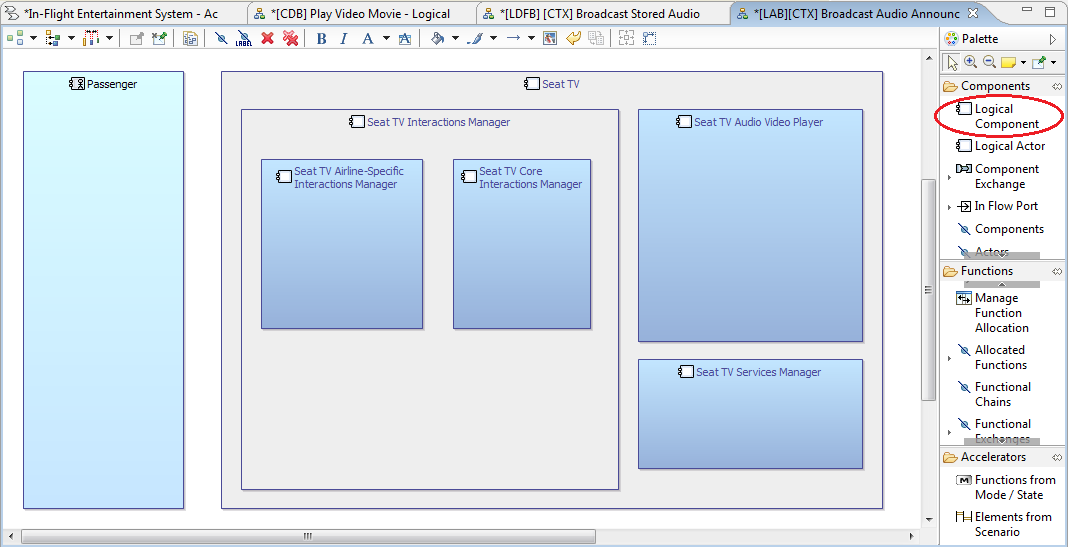 *In-Flight Entertainment System - Ac
*[CDB] Play Video Movie - Logical
*[LDFB] [CTX] Broadcast Stored Audio
*[LAB][CTX] Broadcast Audio Announc
LABEL
B I A A
Palette
Passenger
Seat TV
Seat TV Interactions Manager
Seat TV Airline-Specific
Interactions Manager
Seat TV Core
Interactions Manager
Seat TV Audio Video Player
Seat TV Services Manager
Components
Logical
Component
Logical Actor
Component
Exchange
In Flow Port
Components
Actors
Functions
Manage
Function
Allocation
Allocated
Functions
Functional
Chains
Functional
Exchanges
Accelerators
M
Functions from
Mode / State
Elements from
Scenario